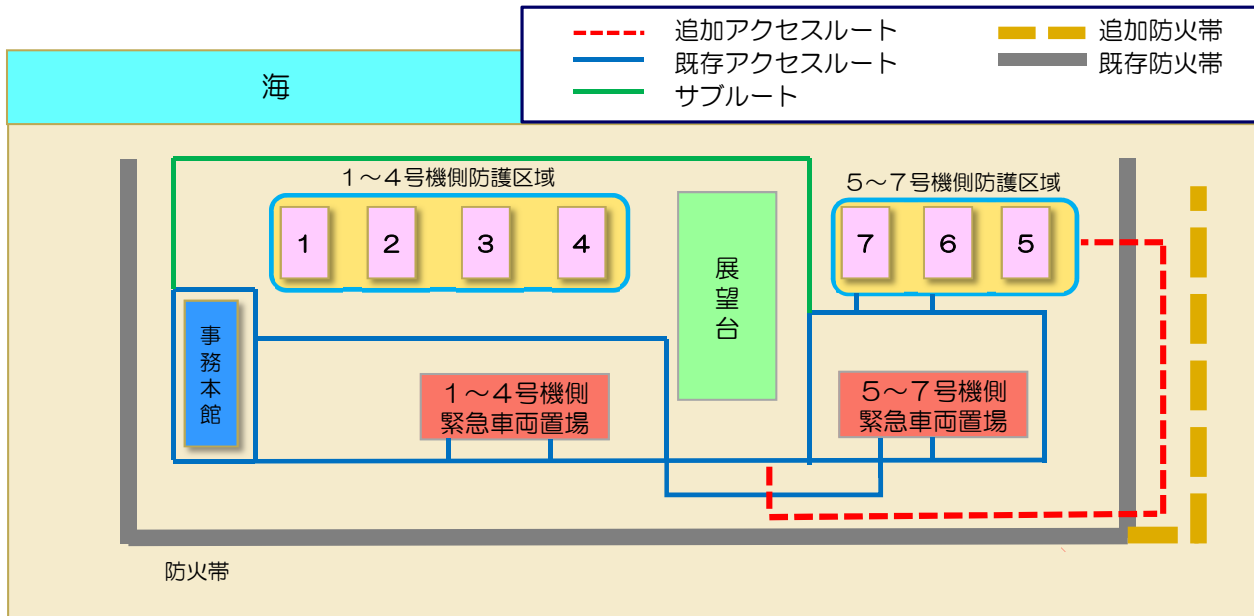 追加アクセスルート
追加防火帯
既存アクセスルート
既存防火帯
サブルート
海
1~4号機側防護区域
5~7号機側防護区域
1
2
3
4
7
6
5
展望台
事務本館
1~4号機側
緊急車両置場
5~7号機側
緊急車両置場
防火帯